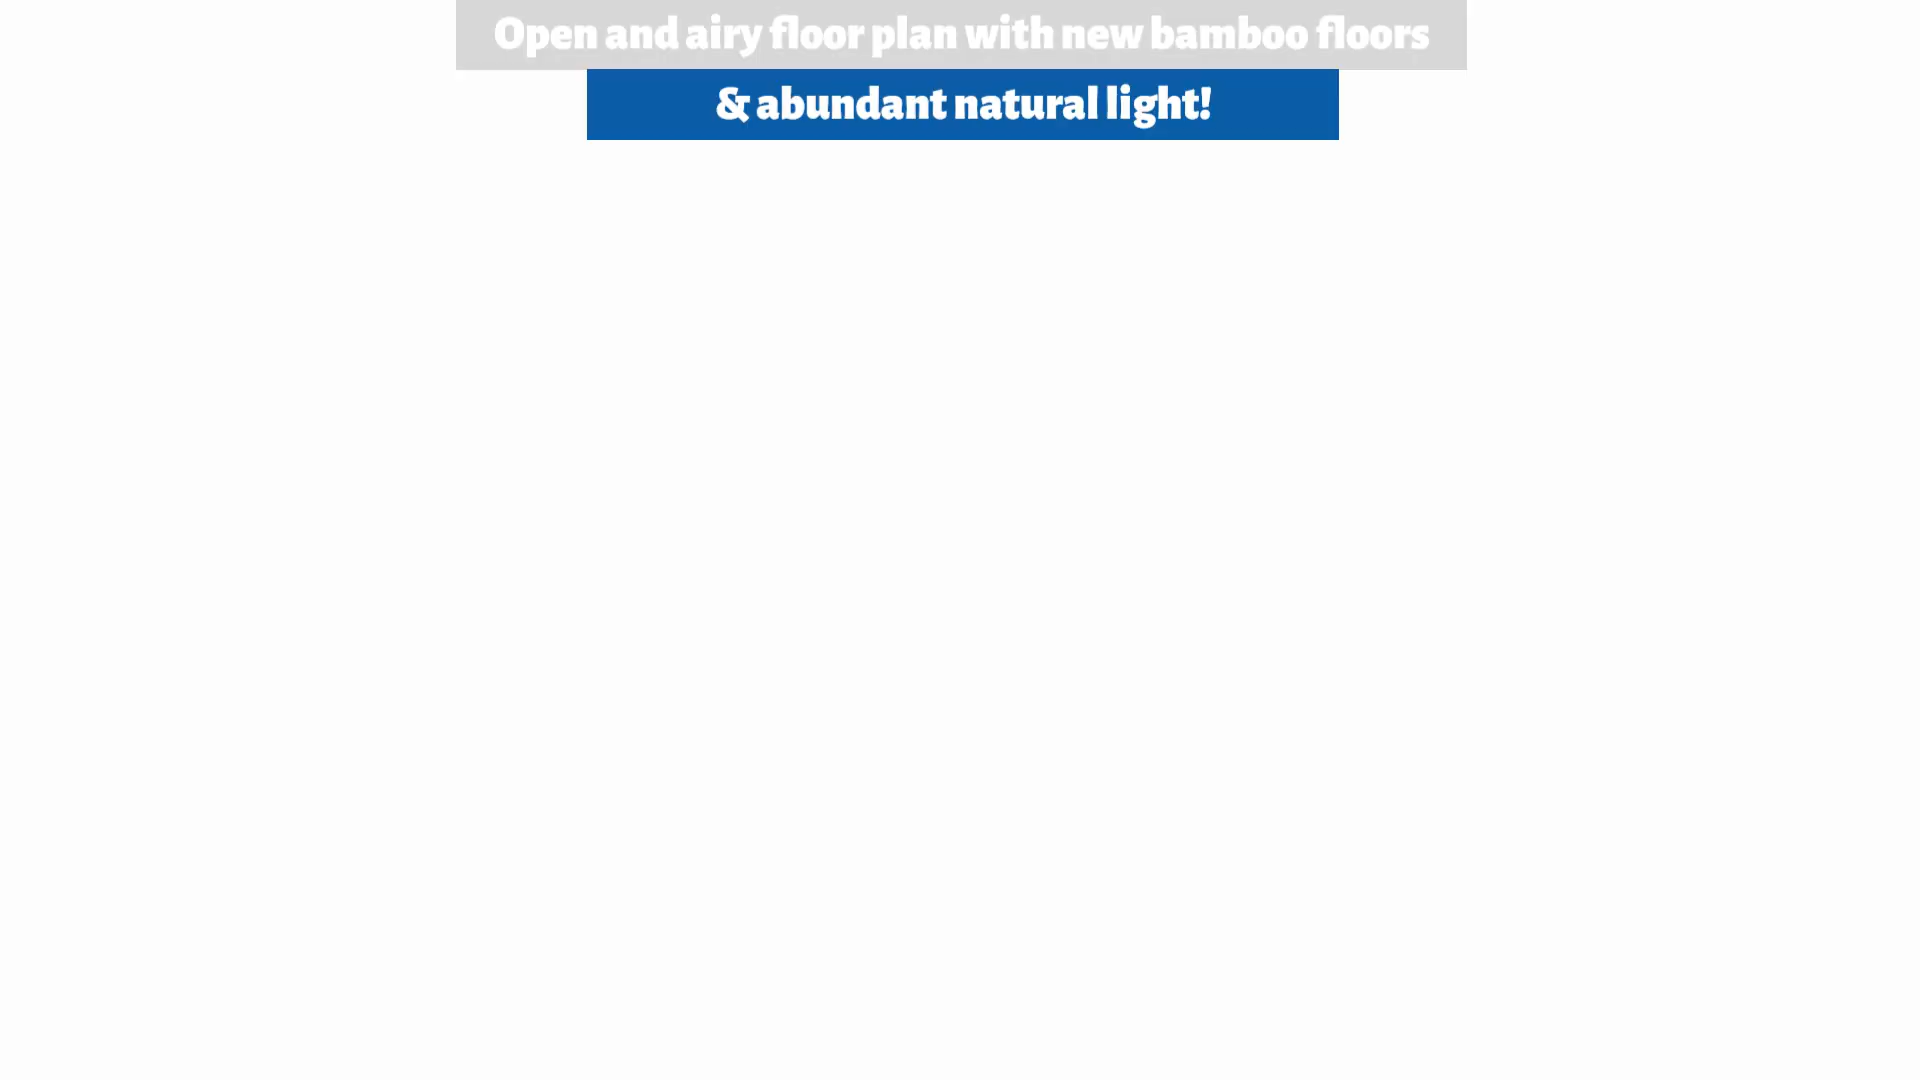 Open and airy floor plan with new bamboo floors
& abundant natural light!